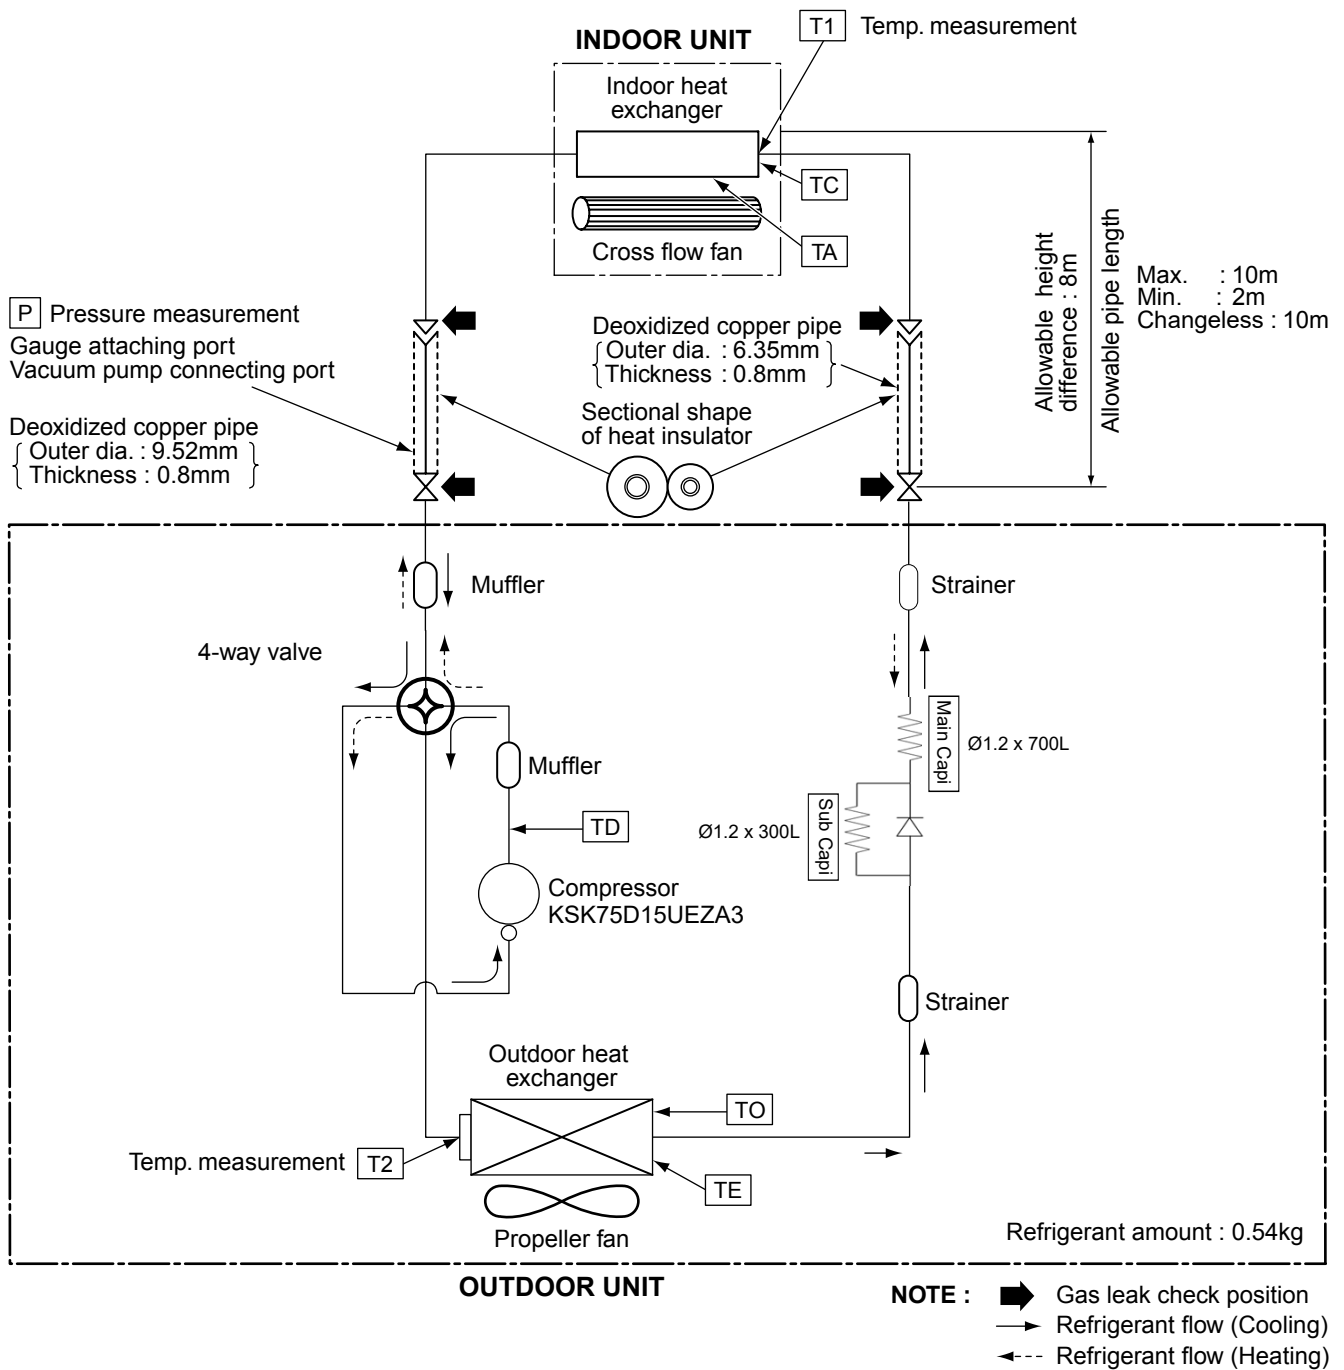 T1 Temp. measurement
INDOOR UNIT
Indoor heat
exchanger
TC
Cross flow fan
TA
Allowable height
difference : 8m
Allowable pipe length
Max. : 10m
Min. : 2m
Changeless : 10m
P Pressure measurement
Gauge attaching port
Vacuum pump connecting port
Deoxidized copper pipe
Outer dia. : 9.52mm
Thickness : 0.8mm
Deoxidized copper pipe
Outer dia. : 6.35mm
Thickness : 0.8mm
Sectional shape
of heat insulator
Muffler
Strainer
4-way valve
Muffler
Main Capi
Ø1.2 x 700L
Sub Capi
Ø1.2 x 300L
TD
Compressor
KSK75D15UEZA3
Strainer
Outdoor heat
exchanger
TO
Temp. measurement T2
TE
Propeller fan
Refrigerant amount : 0.54kg
OUTDOOR UNIT
NOTE : Gas leak check position
Refrigerant flow (Cooling)
Refrigerant flow (Heating)